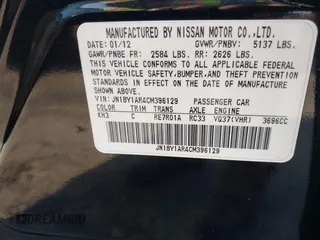 MANUFACTURED BY NISSAN MOTOR CO.,LTD.
DATE: 01/12 GVWR/PNBV: 5137 LBS.
GAWR/PNBE FR: 2584 LBS. RR: 2626 LBS.
THIS VEHICLE CONFORMS TO ALL APPLICABLE FEDERAL
MOTOR VEHICLE SAFETY,BUMPER,AND THEFT PREVENTION
STANDARDS IN EFFECT ON THE DATE OF MANUFACTURE
SHOWN ABOVE.
VIN: JN1BY1AR4CM396129 PASSENGER CAR
COLOR TRIM TRANS AXLE ENGINE
KH3 C RE7R01A RC33 VQ37(VHR) 3696CC
JN1BY1AR4CM396129
DREAMBID